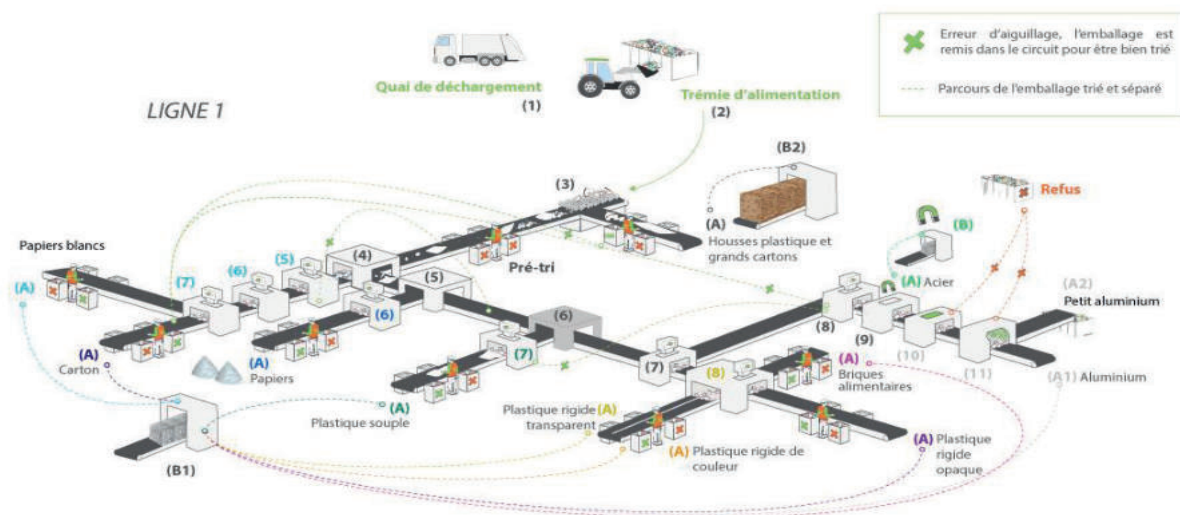 Erreur d'aiguillage, l'emballage est
remis dans le circuit pour être bien trié
Parcours de l'emballage trié et séparé
Quai de déchargement
(1)
Trémie d'alimentation
(2)
LIGNE 1
(B2)
(3)
Refus
(A)
Housses plastique et
grands cartons
(B)
Papiers blancs
(A)
(7)
(6)
(5)
(4)
Pré-tri
(5)
(6)
(A) Acier
(A2)
Petit aluminium
(6)
(8)
(9)
(10)
(11)
(A1) Aluminium
(7)
(7)
(8)
(A)
Carton
(A)
Papiers
(A)
Briques
alimentaires
(A)
Plastique souple
Plastique rigide (A)
transparent
(A) Plastique rigide de
couleur
(A) Plastique
rigide
opaque
(B1)